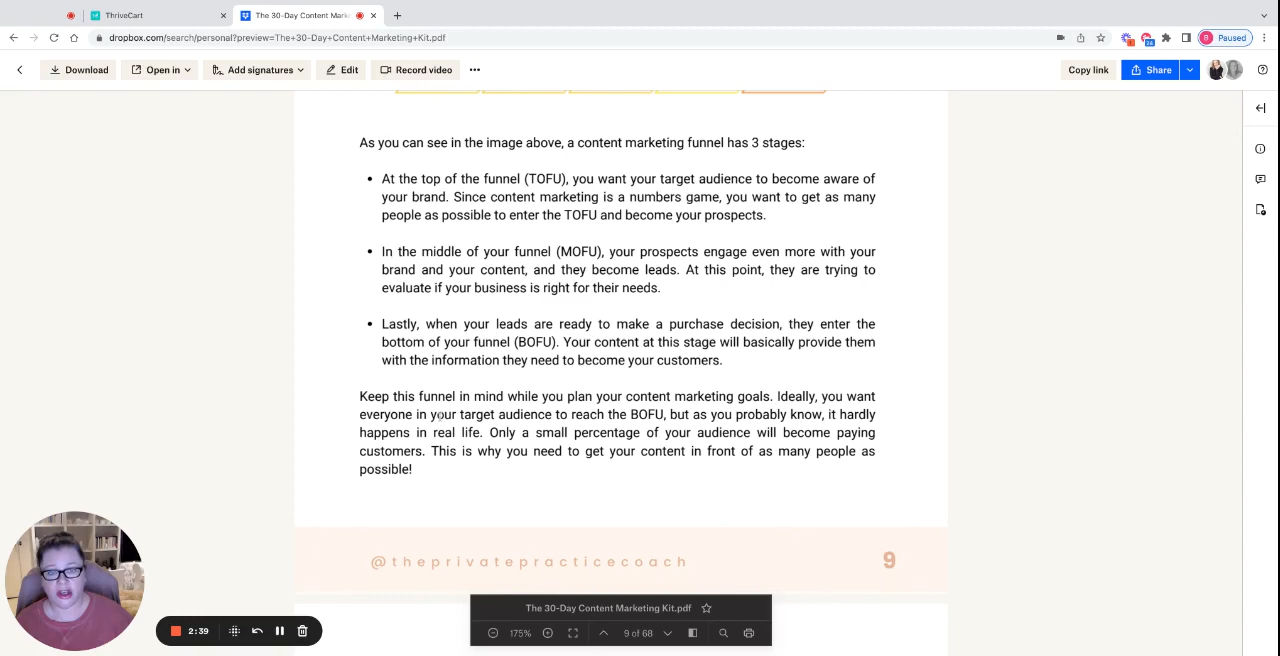 ThriveCart
The 30-Day Content Mark
dropbox.com/search/personal?preview=The+30-Day+Content+Marketing+Kit.pdf
24
B Paused
Download
Open in
Add signatures
Edit
Record video
Copy link
Share
As you can see in the image above, a content marketing funnel has 3 stages:
• At the top of the funnel (TOFU), you want your target audience to become aware of
your brand. Since content marketing is a numbers game, you want to get as many
people as possible to enter the TOFU and become your prospects.
• In the middle of your funnel (MOFU), your prospects engage even more with your
brand and your content, and they become leads. At this point, they are trying to
evaluate if your business is right for their needs.
• Lastly, when your leads are ready to make a purchase decision, they enter the
bottom of your funnel (BOFU). Your content at this stage will basically provide them
with the information they need to become your customers.
Keep this funnel in mind while you plan your content marketing goals. Ideally, you want
everyone in your target audience to reach the BOFU, but as you probably know, it hardly
happens in real life. Only a small percentage of your audience will become paying
customers. This is why you need to get your content in front of as many people as
possible!
@theprivatepracticecoach
9
The 30-Day Content Marketing Kit.pdf
175%
9 of 68
2:39